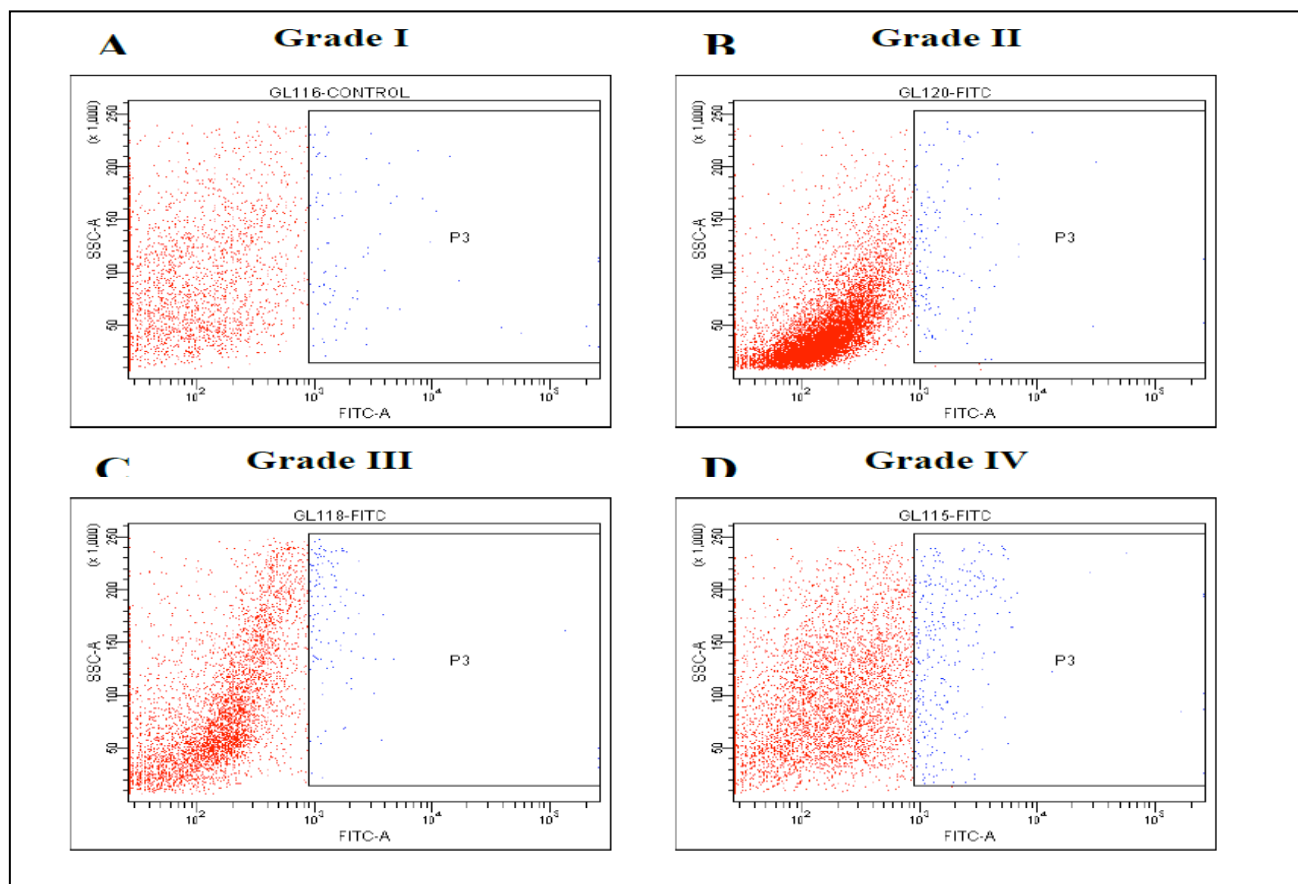 A Grade I
B Grade II
GL116-CONTROL
(x 1,000)
250
200
150
100
50
SSC-A
P3
10² 10³ 10⁴ 10⁵
FITC-A
GL120-FITC
(x 1,000)
250
200
150
100
50
SSC-A
P3
10² 10³ 10⁴ 10⁵
FITC-A
C Grade III
D Grade IV
GL118-FITC
(x 1,000)
250
200
150
100
50
SSC-A
P3
10² 10³ 10⁴ 10⁵
FITC-A
GL115-FITC
(x 1,000)
250
200
150
100
50
SSC-A
P3
10² 10³ 10⁴ 10⁵
FITC-A